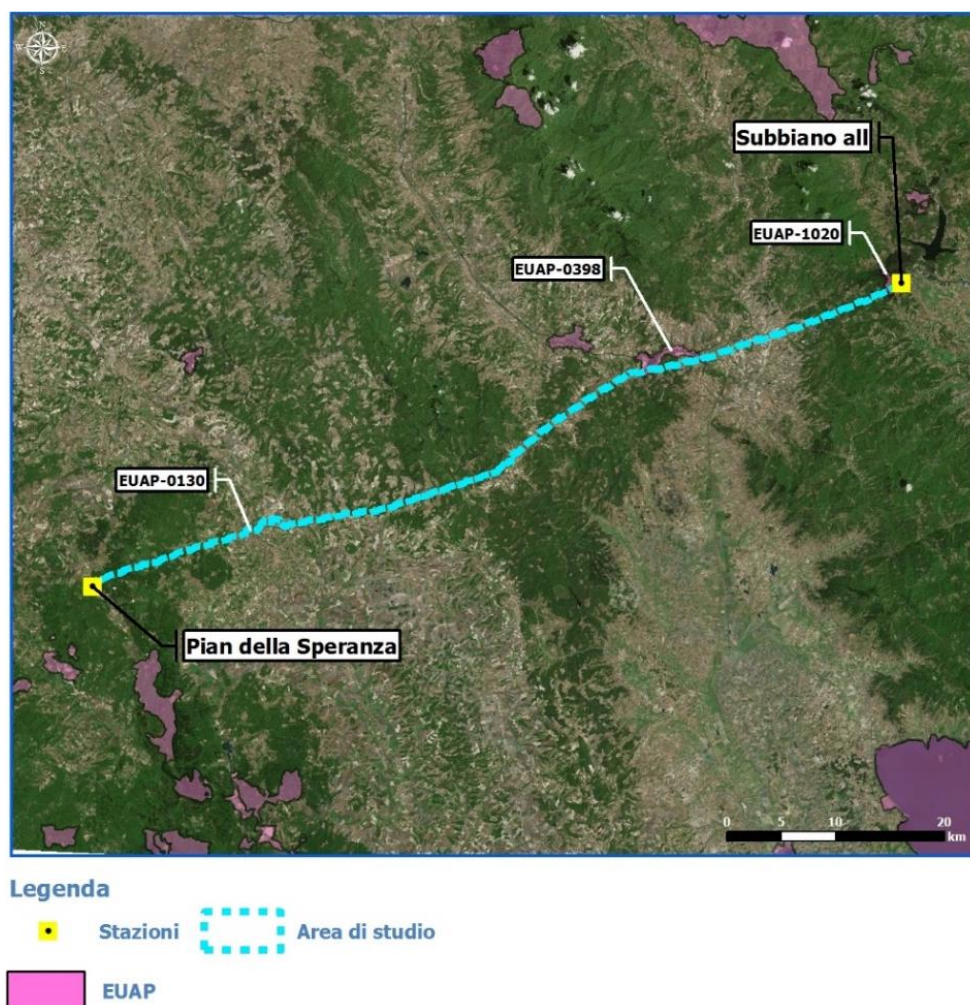 N
W E
S
Subbiano all
EUAP-1020
EUAP-0398
EUAP-0130
Pian della Speranza
0 5 10 20
km
Legenda
Stazioni
Area di studio
EUAP